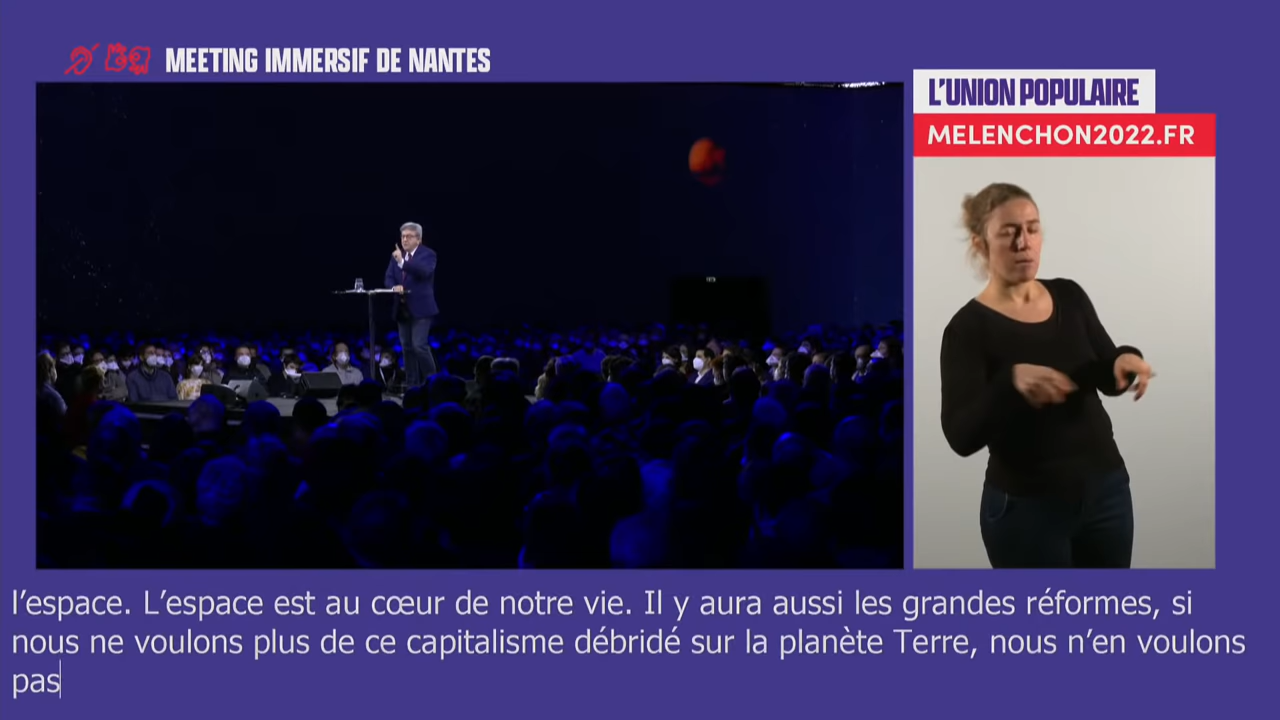 MEETING IMMERSIF DE NANTES
L'UNION POPULAIRE
MELENCHON2022.FR
l’espace. L’espace est au cœur de notre vie. Il y aura aussi les grandes réformes, si
nous ne voulons plus de ce capitalisme débridé sur la planète Terre, nous n’en voulons
pas